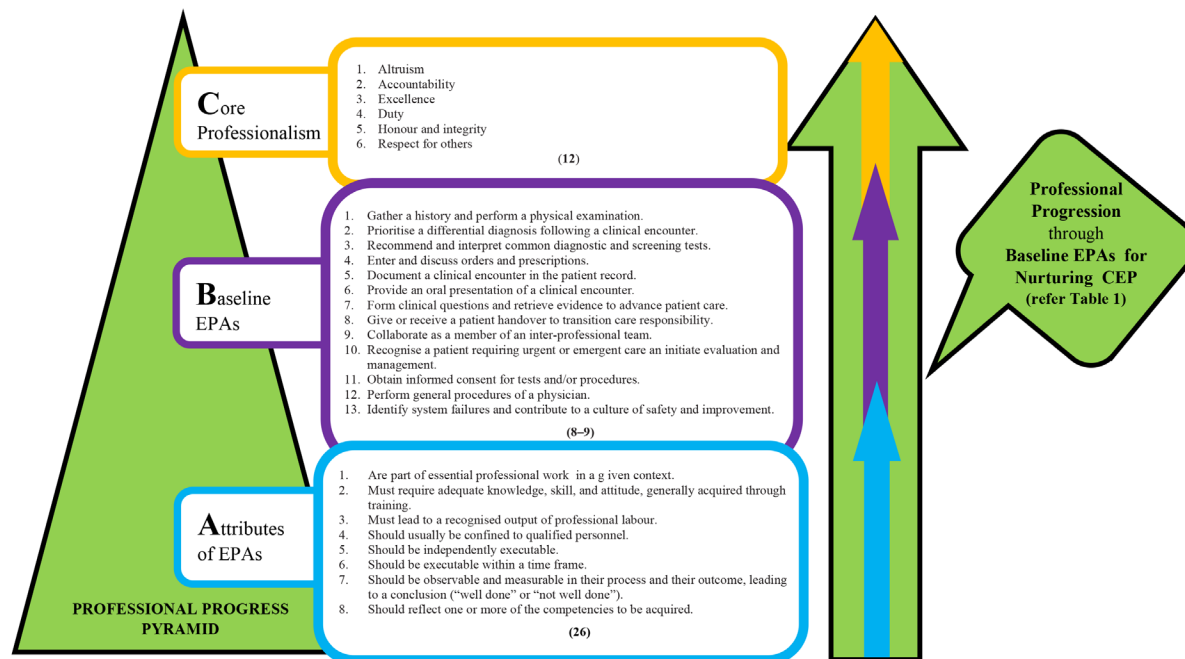 Core
Professionalism
1. Altruism
2. Accountability
3. Excellence
4. Duty
5. Honour and integrity
6. Respect for others
(12)
Baseline
EPAs
1. Gather a history and perform a physical examination.
2. Prioritise a differential diagnosis following a clinical encounter.
3. Recommend and interpret common diagnostic and screening tests.
4. Enter and discuss orders and prescriptions.
5. Document a clinical encounter in the patient record.
6. Provide an oral presentation of a clinical encounter.
7. Form clinical questions and retrieve evidence to advance patient care.
8. Give or receive a patient handover to transition care responsibility.
9. Collaborate as a member of an inter-professional team.
10. Recognise a patient requiring urgent or emergent care an initiate evaluation and
management.
11. Obtain informed consent for tests and/or procedures.
12. Perform general procedures of a physician.
13. Identify system failures and contribute to a culture of safety and improvement.
(8–9)
Attributes
of EPAs
1. Are part of essential professional work in a g iven context.
2. Must require adequate knowledge, skill, and attitude, generally acquired through
training.
3. Must lead to a recognised output of professional labour.
4. Should usually be confined to qualified personnel.
5. Should be independently executable.
6. Should be executable within a time frame.
7. Should be observable and measurable in their process and their outcome, leading
to a conclusion (“well done” or “not well done”).
8. Should reflect one or more of the competencies to be acquired.
(26)
PROFESSIONAL PROGRESS
PYRAMID
Professional
Progression
through
Baseline EPAs for
Nurturing CEP
(refer Table 1)